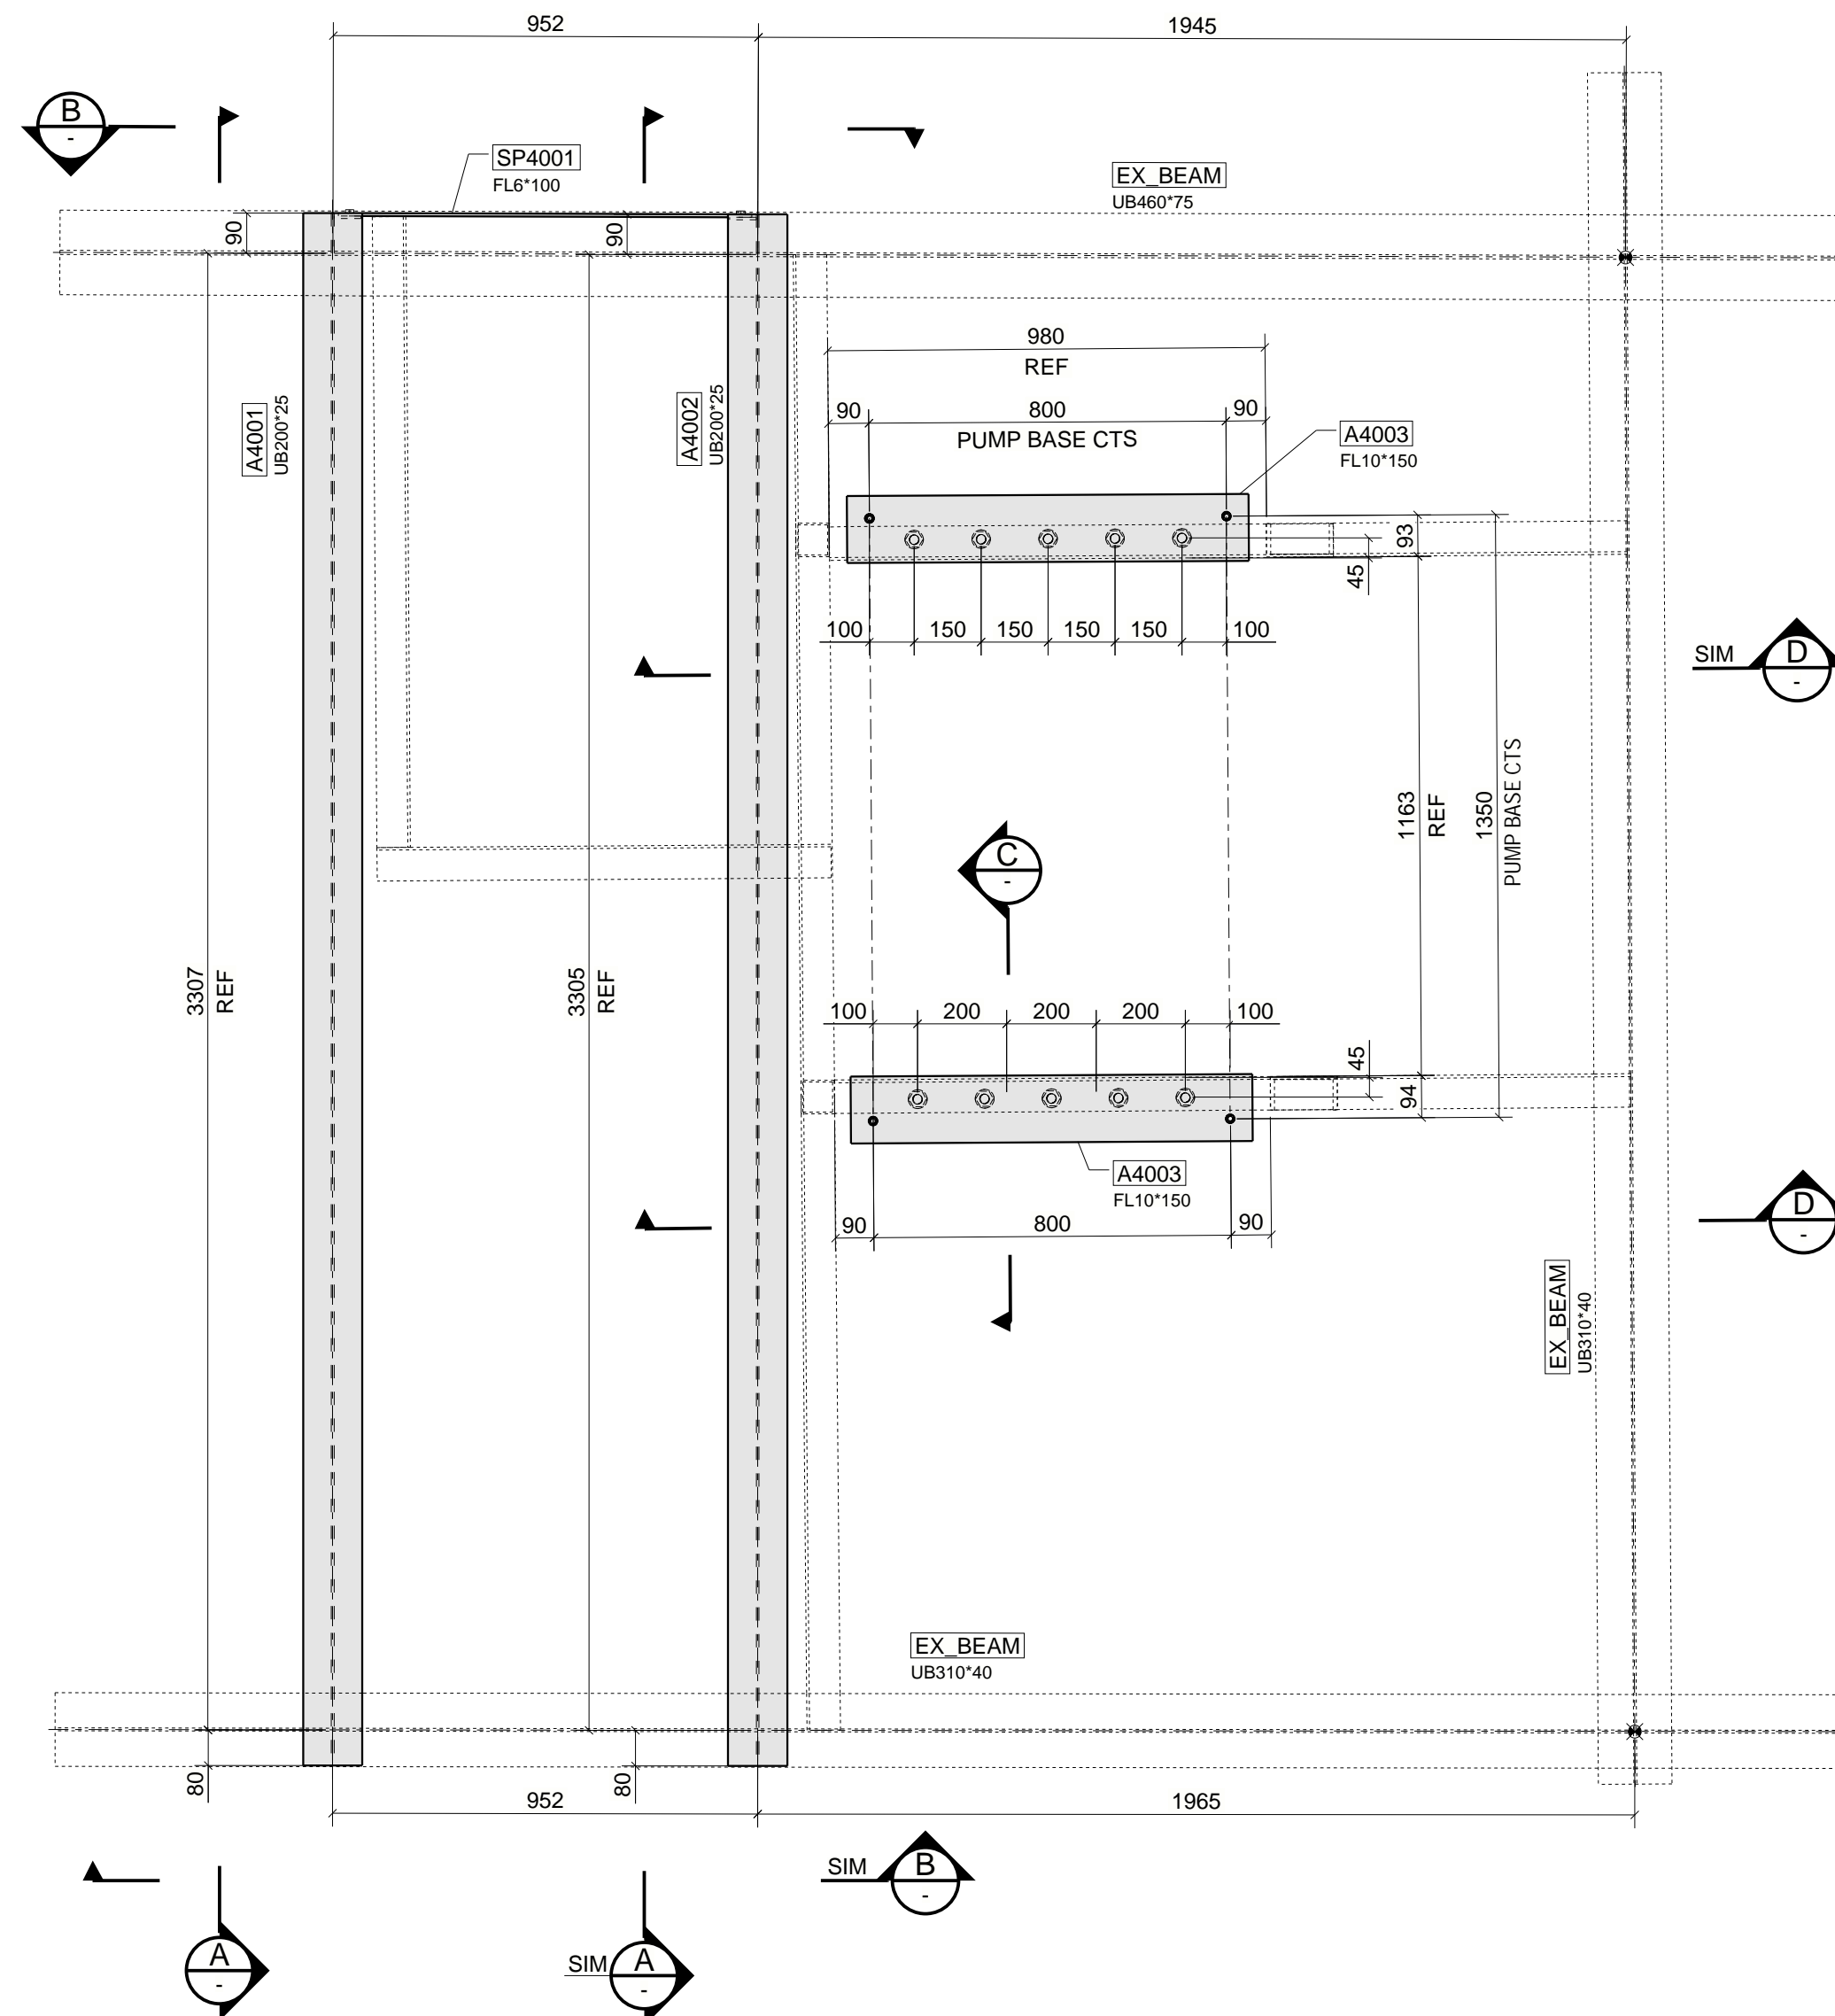 952
1945
B
-
SP4001
FL6*100
EX_BEAM
UB460*75
90
90
980
REF
90
800
90
PUMP BASE CTS
A4003
FL10*150
A4001
UB200*25
A4002
UB200*25
93
45
100
150
150
150
150
100
SIM
D
-
1163
REF
1350
PUMP BASE CTS
C
-
3307
REF
3305
REF
100
200
200
200
100
45
94
A4003
FL10*150
90
800
90
D
-
EX_BEAM
UB310*40
EX_BEAM
UB310*40
80
80
952
1965
SIM
B
-
A
-
SIM
A
-